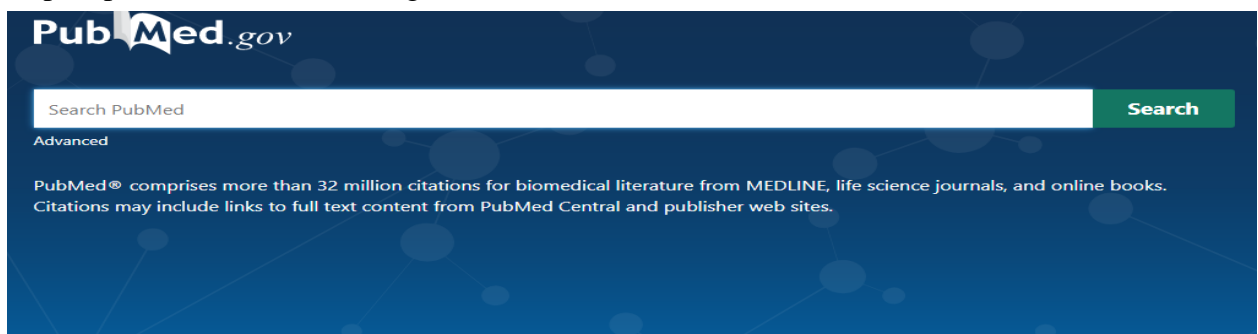 PubMed.gov
Search PubMed
Search
Advanced
PubMed® comprises more than 32 million citations for biomedical literature from MEDLINE, life science journals, and online books.
Citations may include links to full text content from PubMed Central and publisher web sites.